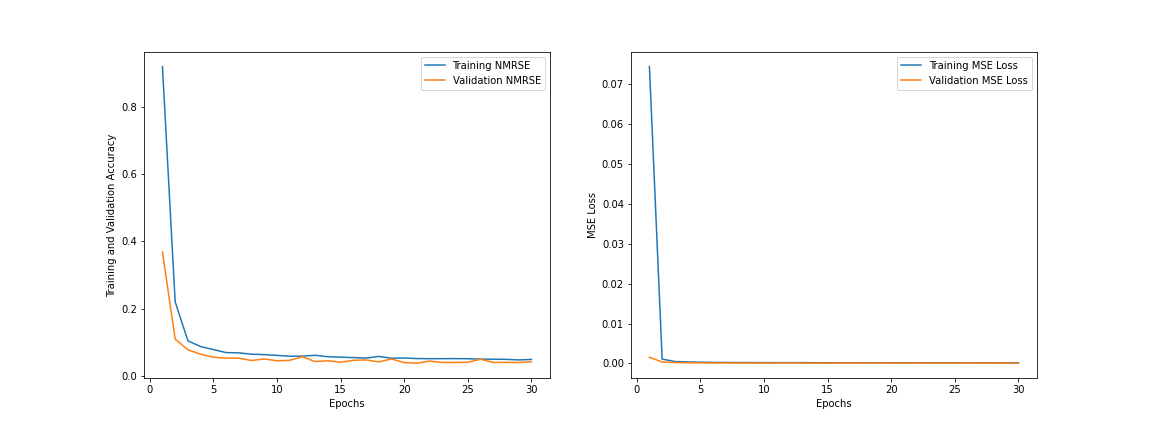 Training NMRSE
Validation NMRSE
0.8
0.6
0.4
0.2
0.0
Training and Validation Accuracy
0 5 10 15 20 25 30
Epochs
Training MSE Loss
Validation MSE Loss
0.07
0.06
0.05
0.04
0.03
0.02
0.01
0.00
MSE Loss
0 5 10 15 20 25 30
Epochs